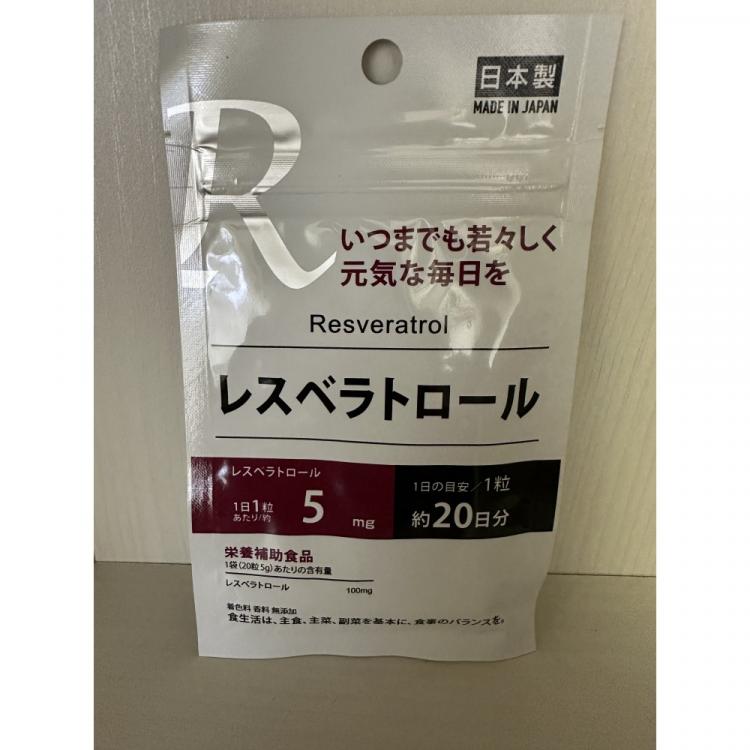 R
日本製
MADE IN JAPAN
いつまでも若々しく
元気な毎日を
Resveratrol
レスベラトロール
レスベラトロール
1日1粒
あたり/約
5 mg
1日の目安/1粒
約20日分
栄養補助食品
1袋(20粒 5g)あたりの含有量
レスベラトロール 100mg
着色料 香料 無添加
食生活は、主食、主菜、副菜を基本に、食事のバランスを。